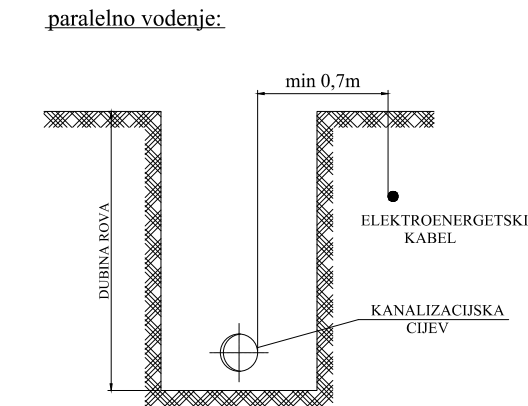 paralelno vođenje:
min 0,7m
ELEKTROENERGETSKI
KABEL
DUBINA ROVA
KANALIZACIJSKA
CIJEV